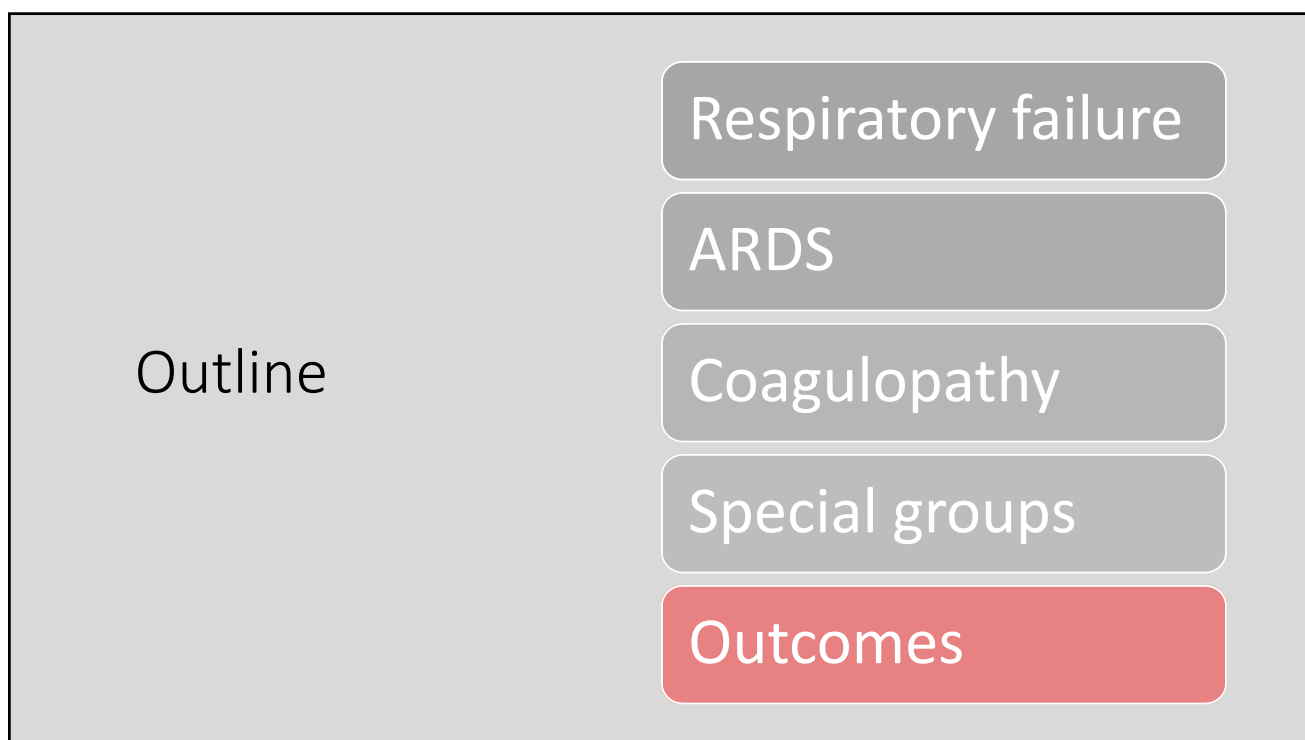 Outline
Respiratory failure
ARDS
Coagulopathy
Special groups
Outcomes